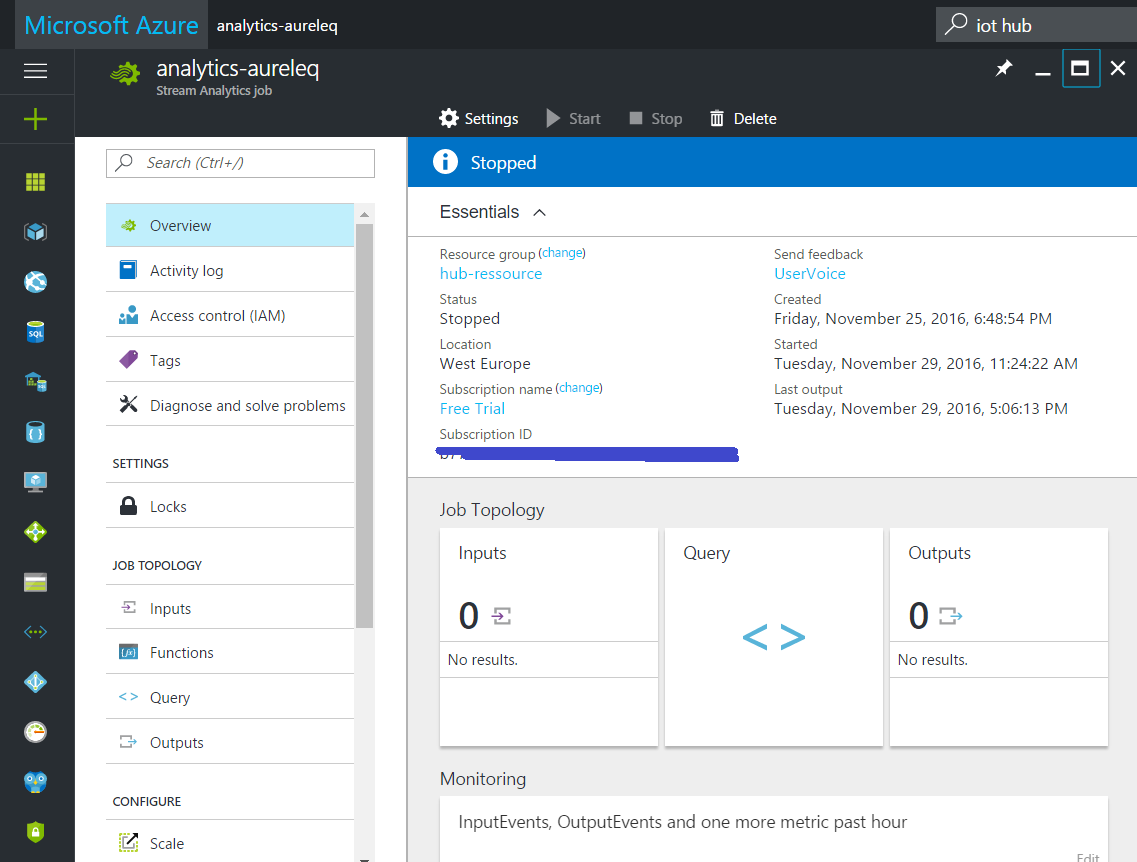 Microsoft Azure analytics-aureleq iot hub
analytics-aureleq
Stream Analytics job
Settings Start Stop Delete
Search (Ctrl+/)
Overview
Activity log
Access control (IAM)
Tags
Diagnose and solve problems
SETTINGS
Locks
JOB TOPOLOGY
Inputs
Functions
Query
Outputs
CONFIGURE
Scale
Stopped
Essentials
Resource group (change)
hub-ressource
Status
Stopped
Location
West Europe
Subscription name (change)
Free Trial
Subscription ID
Send feedback
UserVoice
Created
Friday, November 25, 2016, 6:48:54 PM
Started
Tuesday, November 29, 2016, 11:24:22 AM
Last output
Tuesday, November 29, 2016, 5:06:13 PM
Job Topology
Inputs
0
No results.
Query
< >
Outputs
0
No results.
Monitoring
InputEvents, OutputEvents and one more metric past hour
Edit